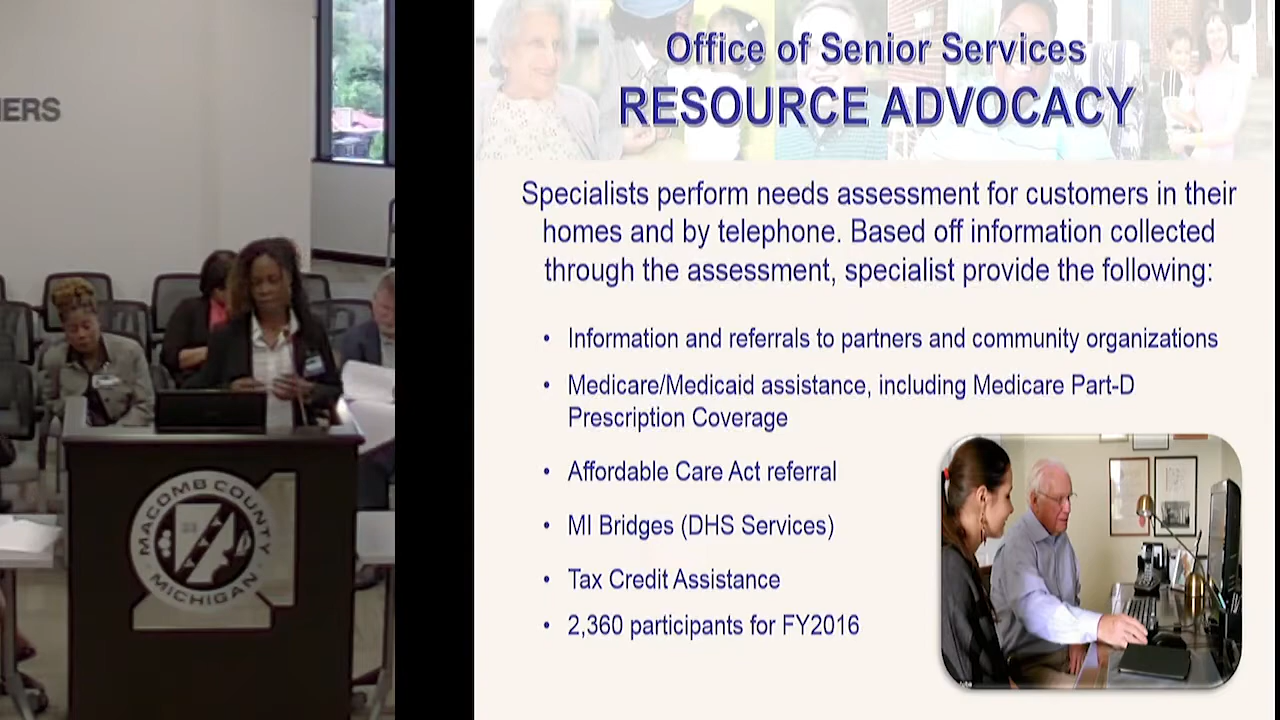 IERS
MACOMB COUNTY
MICHIGAN
Office of Senior Services
RESOURCE ADVOCACY
Specialists perform needs assessment for customers in their
homes and by telephone. Based off information collected
through the assessment, specialist provide the following:
• Information and referrals to partners and community organizations
• Medicare/Medicaid assistance, including Medicare Part-D
Prescription Coverage
• Affordable Care Act referral
• MI Bridges (DHS Services)
• Tax Credit Assistance
• 2,360 participants for FY2016